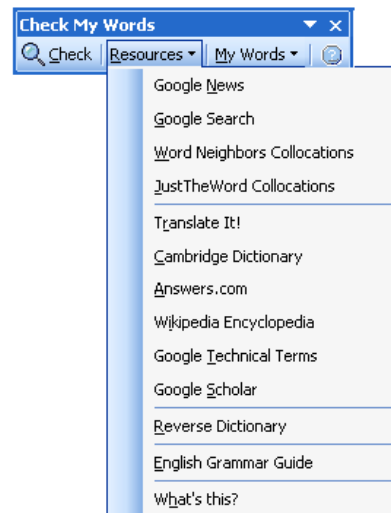 Check My Words
Check Resources My Words
Google News
Google Search
Word Neighbors Collocations
JustTheWord Collocations
Translate It!
Cambridge Dictionary
Answers.com
Wikipedia Encyclopedia
Google Technical Terms
Google Scholar
Reverse Dictionary
English Grammar Guide
What's this?